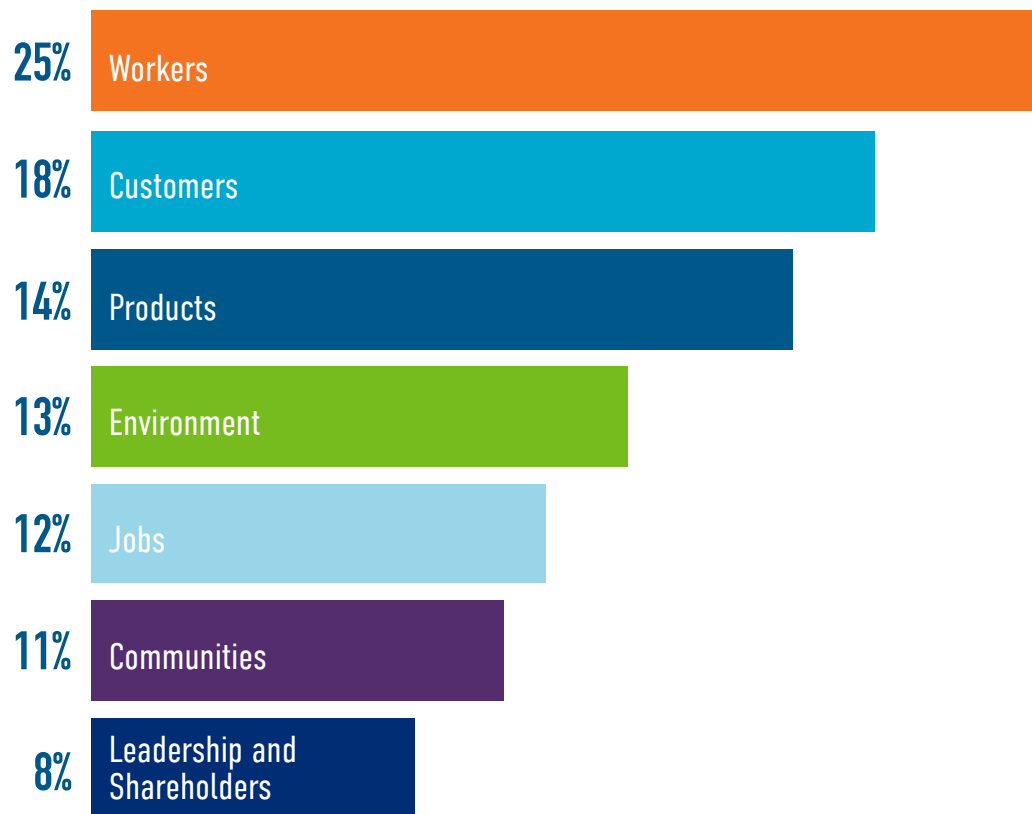 25% Workers
18% Customers
14% Products
13% Environment
12% Jobs
11% Communities
8% Leadership and
Shareholders